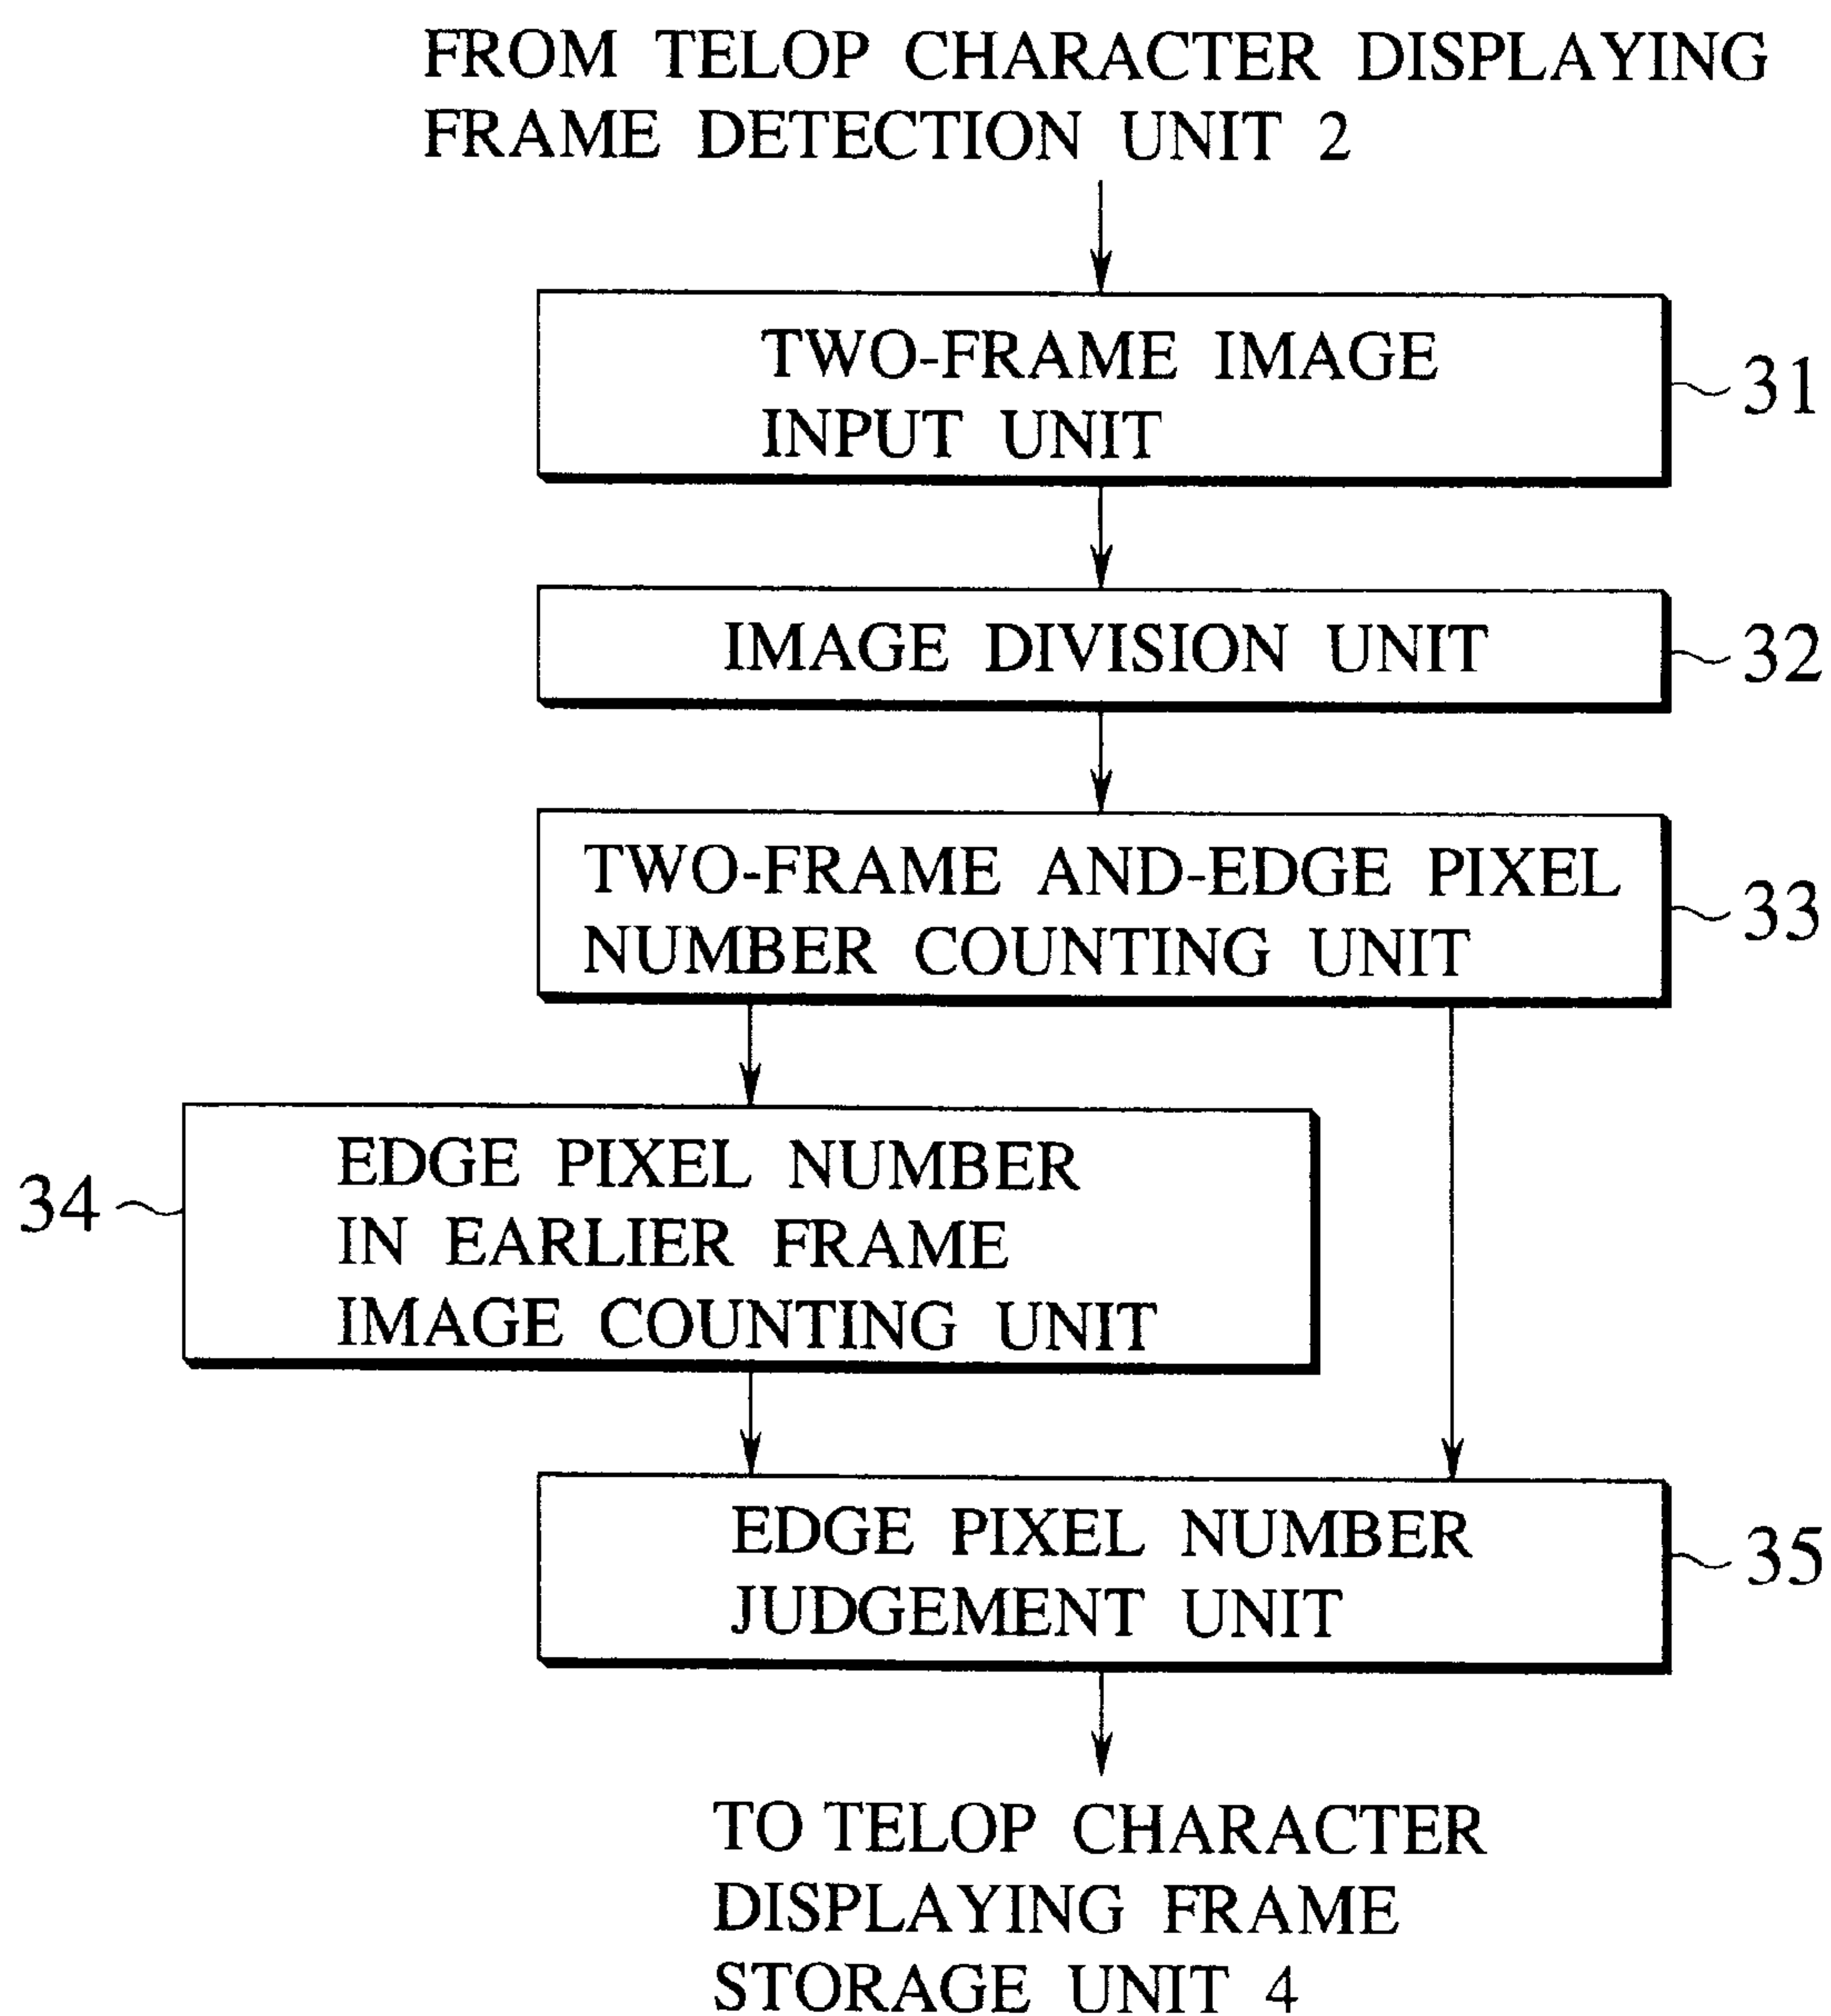 FROM TELOP CHARACTER DISPLAYING
FRAME DETECTION UNIT 2
TWO-FRAME IMAGE
INPUT UNIT
31
IMAGE DIVISION UNIT
32
TWO-FRAME AND-EDGE PIXEL
NUMBER COUNTING UNIT
33
34
EDGE PIXEL NUMBER
IN EARLIER FRAME
IMAGE COUNTING UNIT
EDGE PIXEL NUMBER
JUDGEMENT UNIT
35
TO TELOP CHARACTER
DISPLAYING FRAME
STORAGE UNIT 4